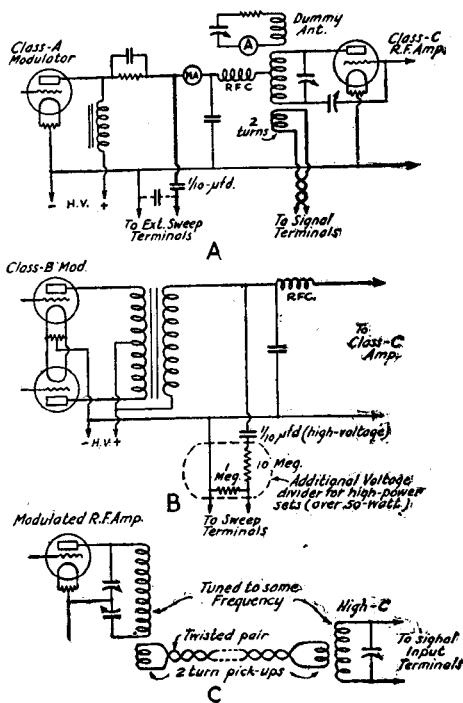 Dummy
Ant.
Class-A
Modulator
Class-C
R.F. Amp.
A
MA
RFC
2
turns
1/10-μfd.
- H.V. +
To Ext. Sweep
Terminals
To Signal
Terminals
A
Class-B Mod.
RFC.
To
Class-C
Amp.
- H.V. +
1/10 μfd (high-voltage)
1
Meg.
10 Meg.
Additional Voltage
divider for high-power
sets (over 50-watt).
B
To Sweep
Terminals
Modulated R.F. Amp.
Tuned to same
Frequency
High-C
Twisted pair
To Signal
Input
Terminals
2 turn pick-ups
C